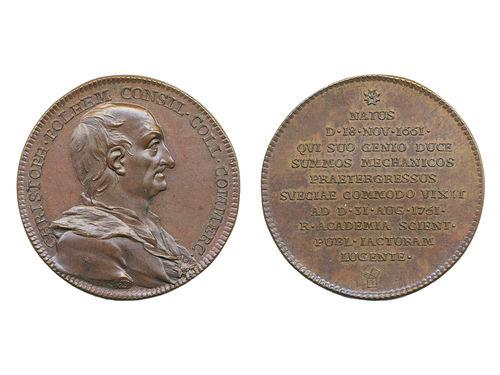 CHRISTOPH·POLHEM CONSIL·COLL·COMMERC·
NATUS
D·18·NOV·1661·
QUI SUO GENIO DUCE
SUMMOS MECHANICOS
PRAETERGRESSUS
SVECIAE COMMODO VIXIT
AD D·31·AUG·1751·
R·ACADEMIA SCIENT·
PUBL·IACTURAM
LUGENTE·